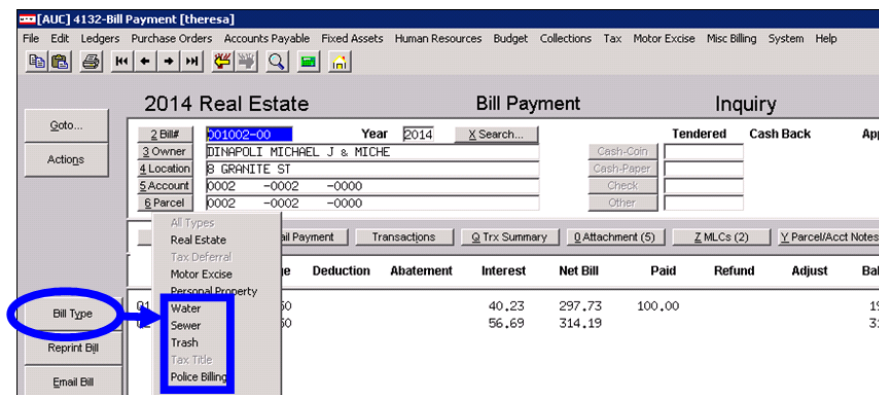 [AUC] 4132-Bill Payment [theresa]
File Edit Ledgers Purchase Orders Accounts Payable Fixed Assets Human Resources Budget Collections Tax Motor Excise Misc Billing System Help
2014 Real Estate Bill Payment Inquiry
Goto...
Actions
2 Bill# 001002-00 Year 2014 X Search... Tendered Cash Back App
3 Owner DINAPOLI MICHAEL J & MICHE Cash-Coin
4 Location 8 GRANITE ST Cash-Paper
5 Account 0002 -0002 -0000 Check
6 Parcel 0002 -0002 -0000 Other
All Types
Real Estate ail Payment Transactions Q Trx Summary 0 Attachment (5) Z MLCs (2) Y Parcel/Acct Notes
Tax Deferral
Motor Excise Deduction Abatement Interest Net Bill Paid Refund Adjust Bal
Personal Property
Bill Type
Water 40.23 297.73 100.00
Sewer 56.69 314.19
Trash
Tax Title
Police Billing
Reprint Bill
Email Bill